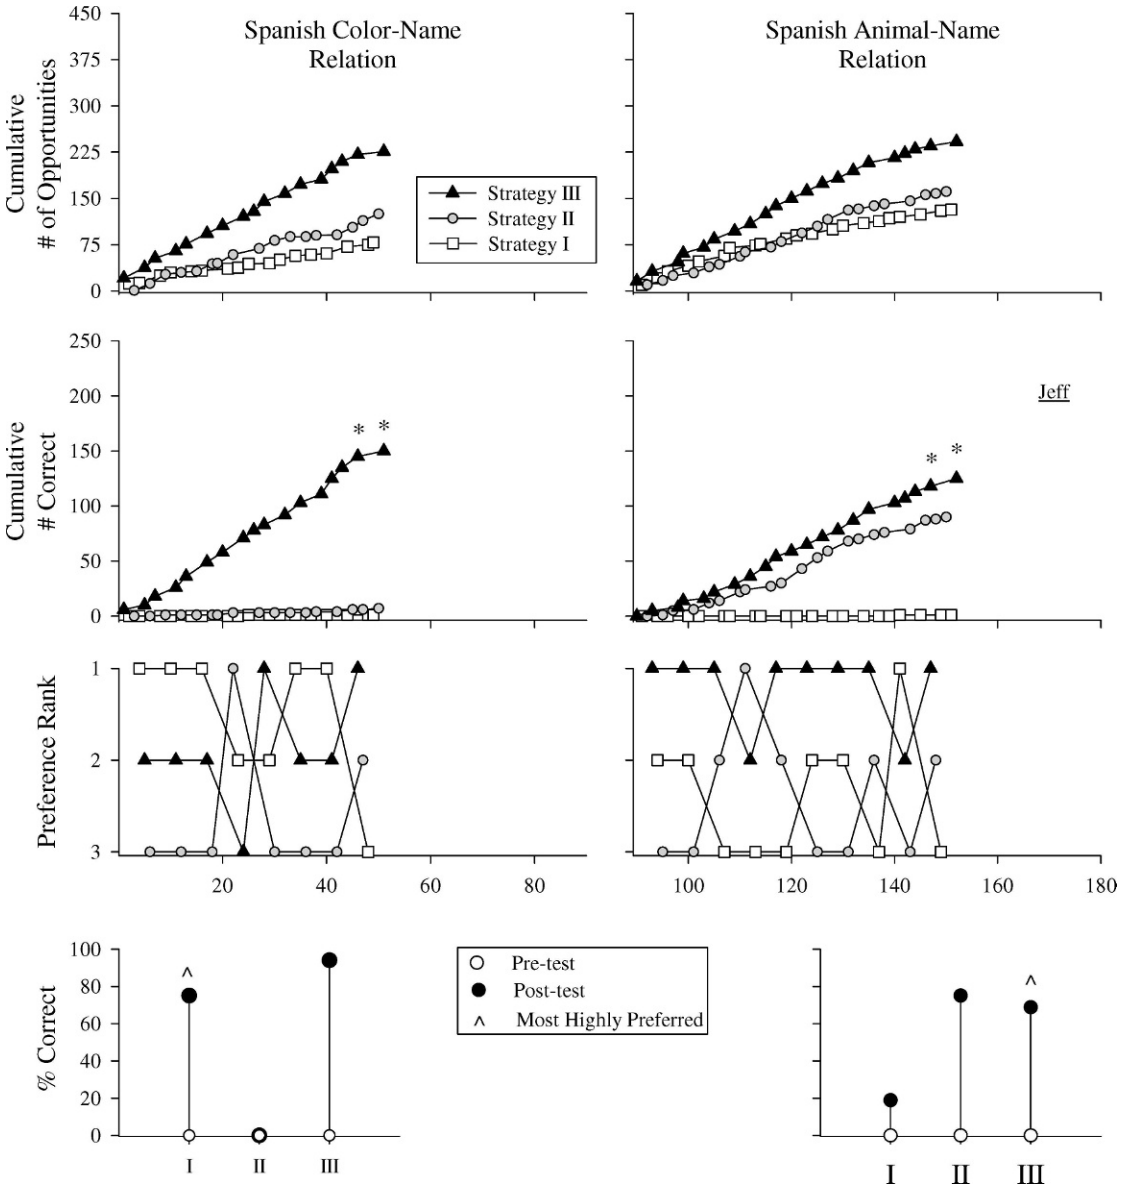 Spanish Color-Name
Relation
Spanish Animal-Name
Relation
Cumulative
# of Opportunities
450
375
300
225
150
75
0
Strategy III
Strategy II
Strategy I
Cumulative
# Correct
250
200
150
100
50
0
* *
* *
Jeff
Preference Rank
1
2
3
20 40 60 80
100 120 140 160 180
% Correct
100
80
60
40
20
0
^
I II III
Pre-test
Post-test
^ Most Highly Preferred
^
I II III